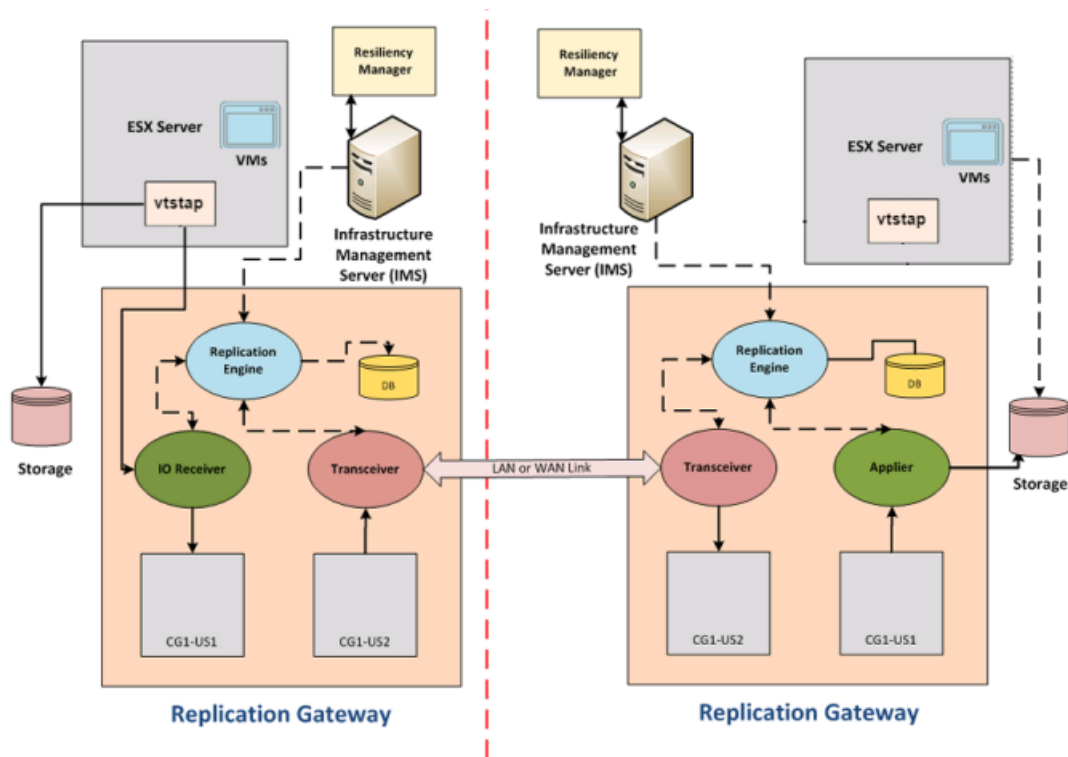 Resiliency
Manager
ESX Server
VMs
vtstap
Infrastructure
Management
Server (IMS)
Replication
Engine
DB
Storage
IO Receiver
Transceiver
CG1-US1
CG1-US2
Replication Gateway
LAN or WAN Link
Resiliency
Manager
ESX Server
VMs
vtstap
Infrastructure
Management
Server (IMS)
Replication
Engine
DB
Transceiver
Applier
Storage
CG1-US2
CG1-US1
Replication Gateway